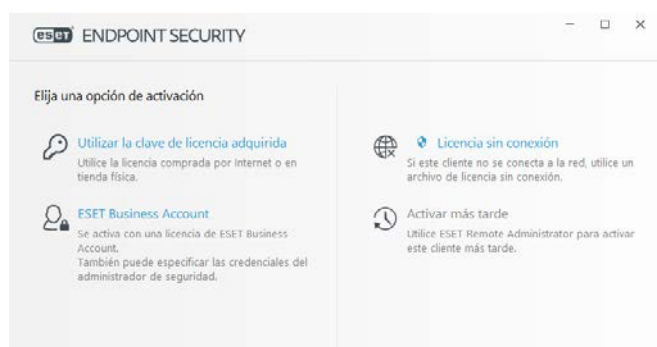 eset ENDPOINT SECURITY
Elija una opción de activación
Utilizar la clave de licencia adquirida
Utilice la licencia comprada por Internet o en
tienda física.
ESET Business Account
Se activa con una licencia de ESET Business
Account.
También puede especificar las credenciales del
administrador de seguridad.
Licencia sin conexión
Si este cliente no se conecta a la red, utilice un
archivo de licencia sin conexión.
Activar más tarde
Utilice ESET Remote Administrator para activar
este cliente más tarde.